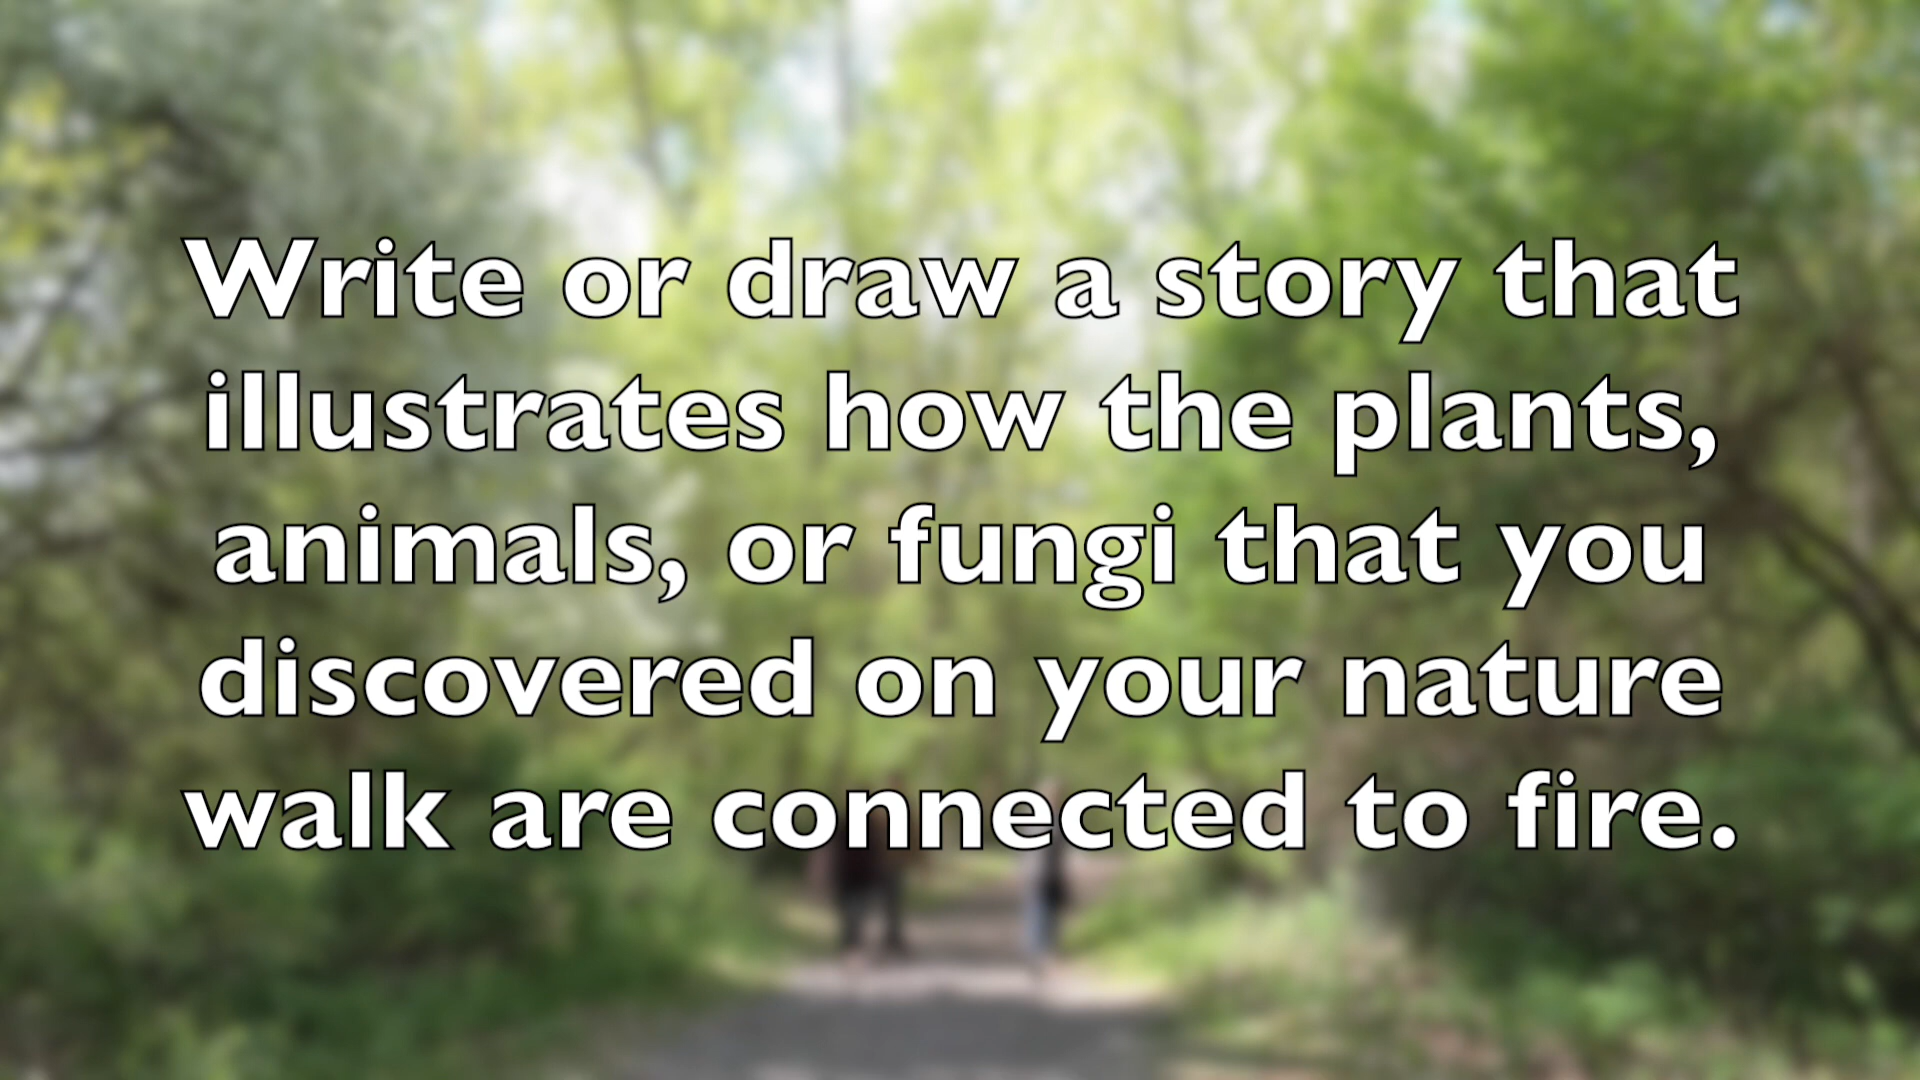 Write or draw a story that
illustrates how the plants,
animals, or fungi that you
discovered on your nature
walk are connected to fire.